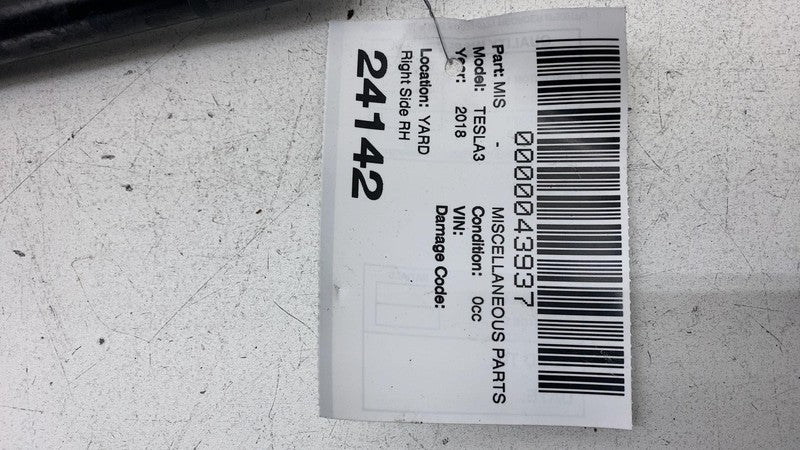 0000043937
Part: MIS - MISCELLANEOUS PARTS
Model: TESLA3 Condition: 0cc
Year: 2018 VIN:
Damage Code:
Location: YARD
Right Side RH
24142